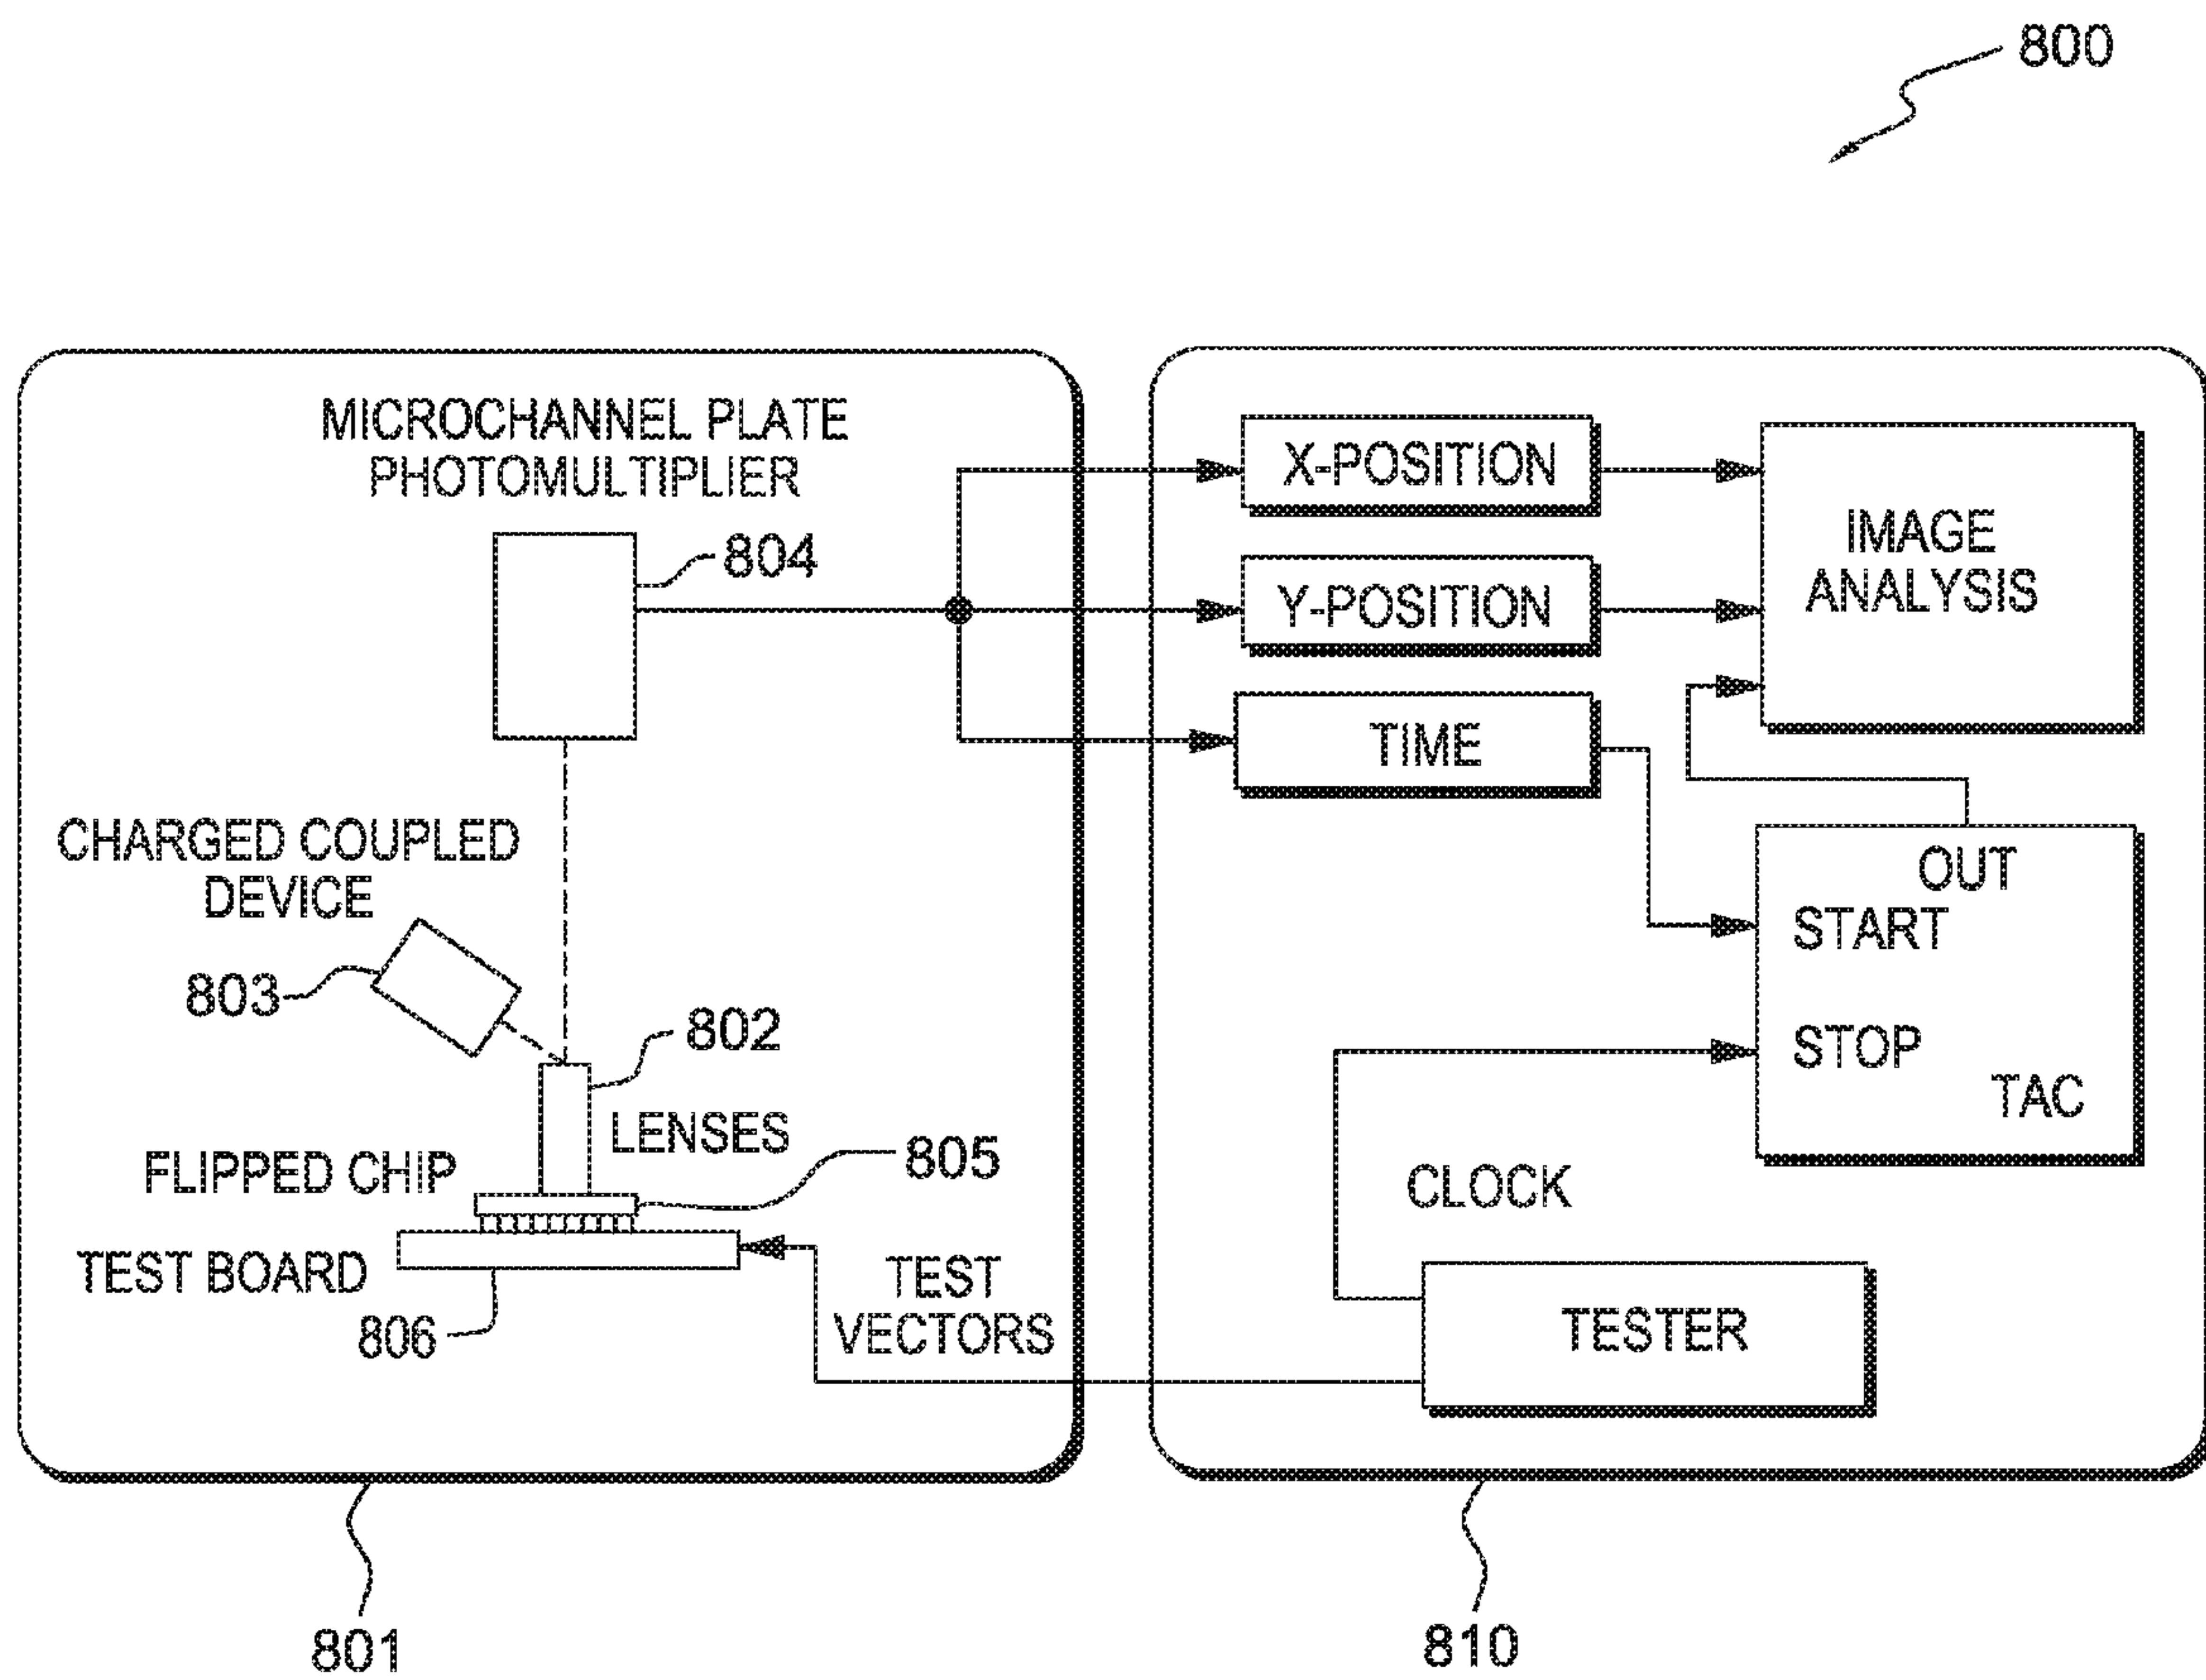 800
MICROCHANNEL PLATE
PHOTOMULTIPLIER
804
CHARGED COUPLED
DEVICE
803
802
LENSES
805
FLIPPED CHIP
TEST BOARD
806
TEST
VECTORS
801
X-POSITION
Y-POSITION
TIME
IMAGE
ANALYSIS
OUT
START
STOP
TAC
CLOCK
TESTER
810